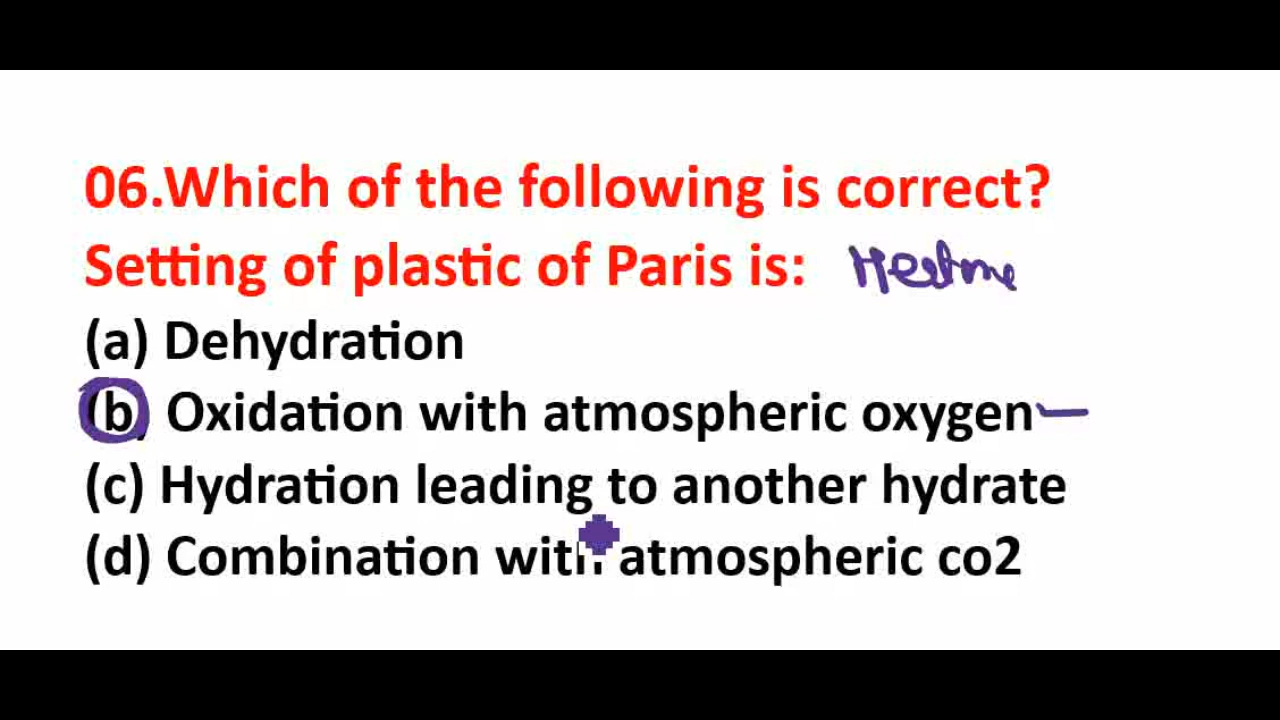 06.Which of the following is correct?
Setting of plastic of Paris is:
(a) Dehydration
(b) Oxidation with atmospheric oxygen
(c) Hydration leading to another hydrate
(d) Combination with atmospheric co2